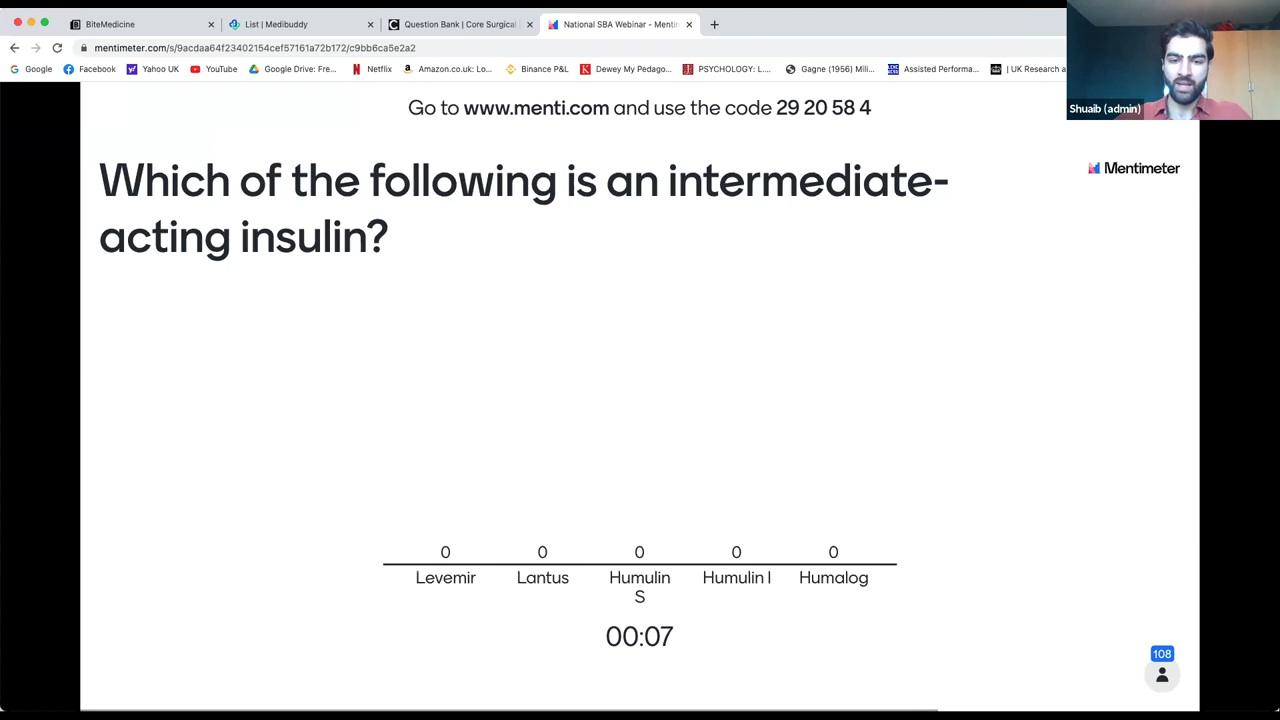 BiteMedicine
List | Medibuddy
Question Bank | Core Surgical
National SBA Webinar - Mentim
mentimeter.com/s/9acdaa64f23402154cef57161a72b172/c9bb6ca5e2a2
Google
Facebook
Yahoo UK
YouTube
Google Drive: Fre...
Netflix
Amazon.co.uk: Lo...
Binance P&L
Dewey My Pedago...
PSYCHOLOGY: L....
Gagne (1956) Mili...
Assisted Performa...
| UK Research a
Shuaib (admin)
Go to www.menti.com and use the code 29 20 58 4
Mentimeter
Which of the following is an intermediate-
acting insulin?
0 0 0 0 0
Levemir Lantus Humulin Humulin I Humalog
S
00:07
108